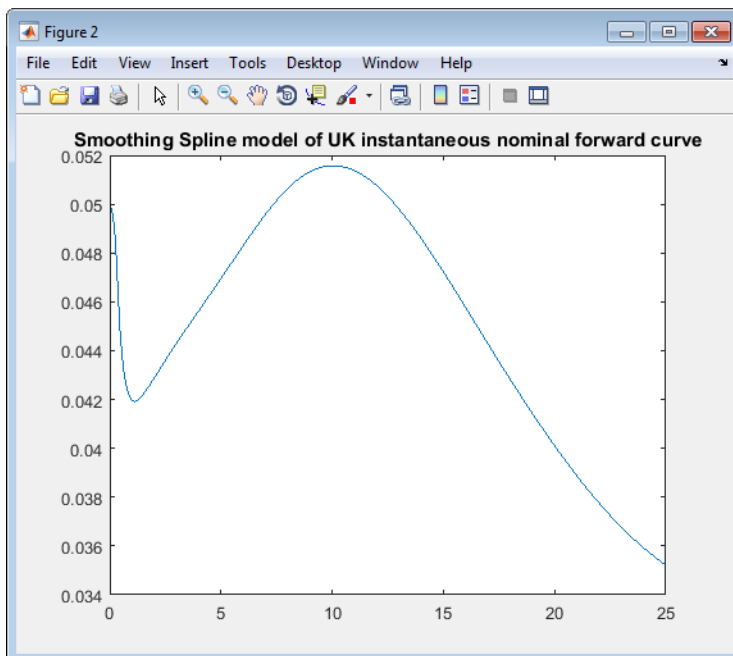 Figure 2
File Edit View Insert Tools Desktop Window Help
Smoothing Spline model of UK instantaneous nominal forward curve
0.052
0.05
0.048
0.046
0.044
0.042
0.04
0.038
0.036
0.034
0 5 10 15 20 25